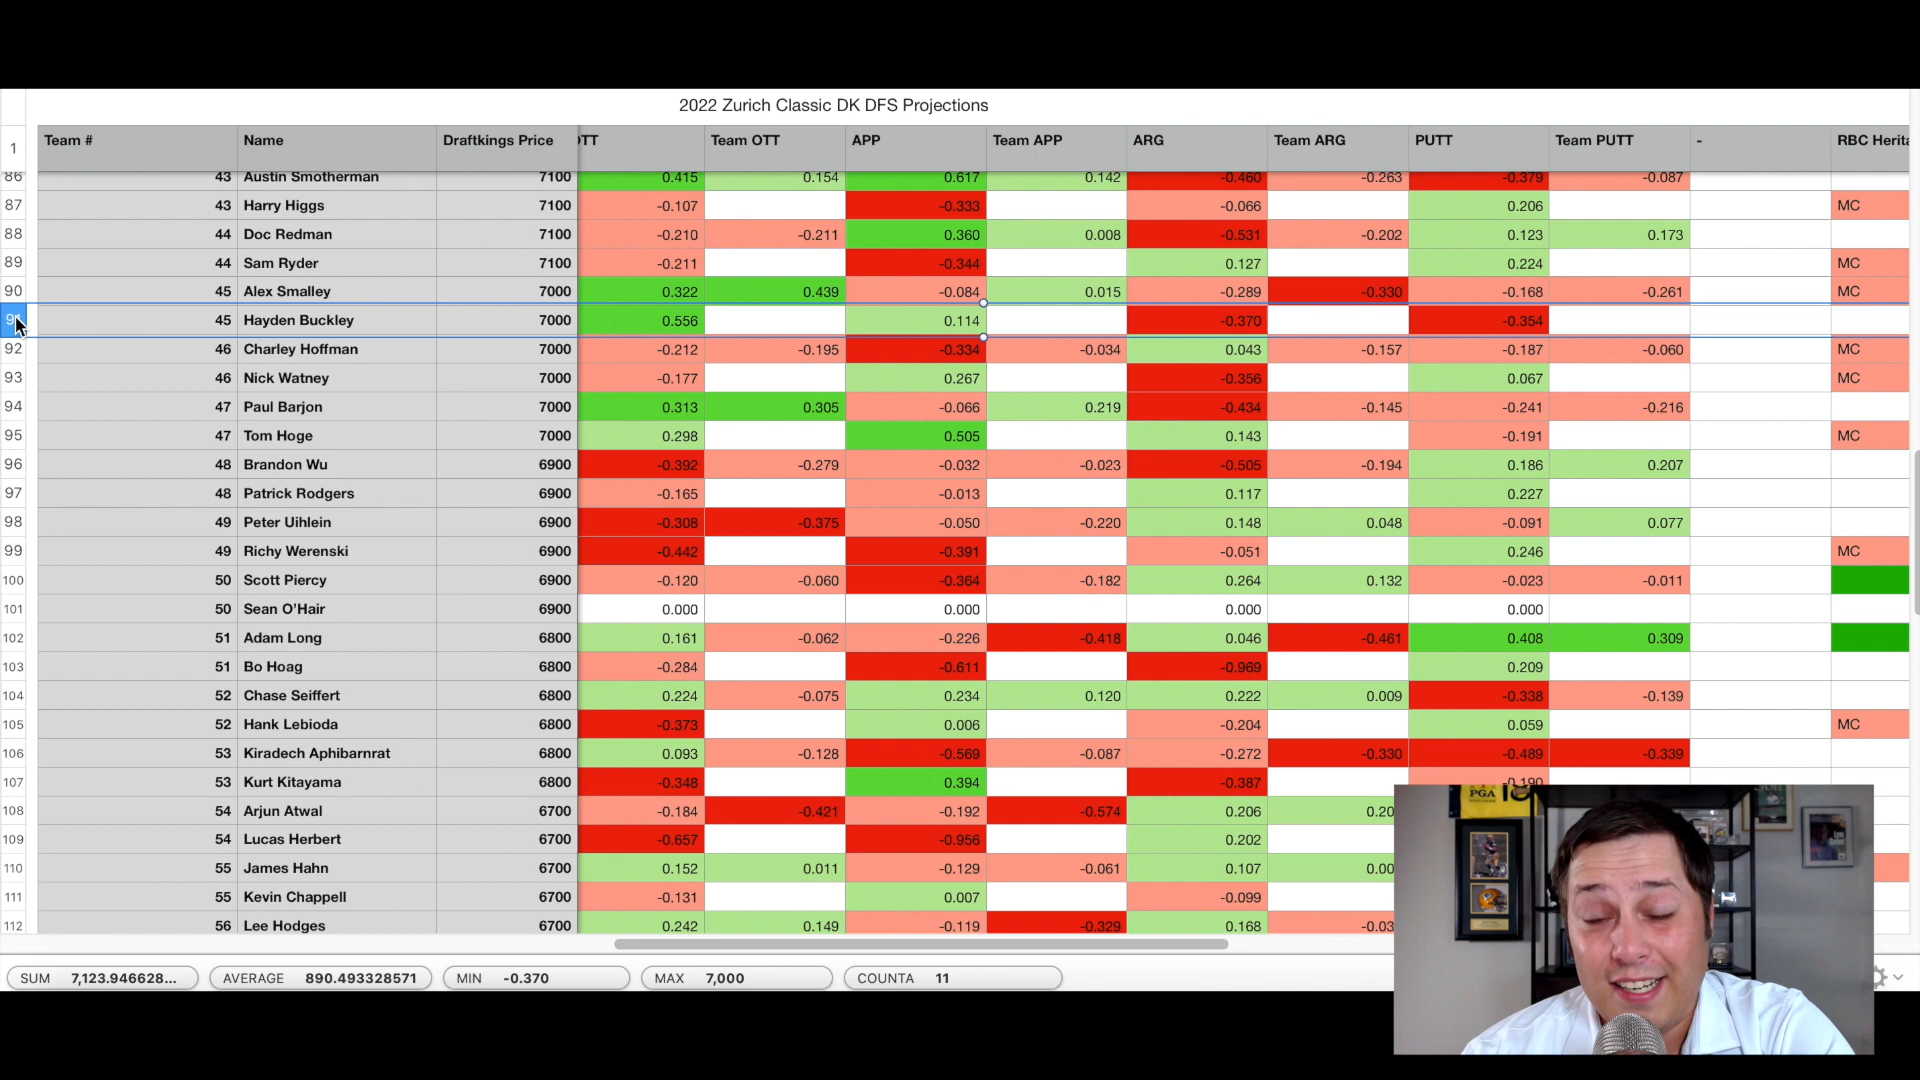 2022 Zurich Classic DK DFS Projections
1 Team # Name Draftkings Price TT Team OTT APP Team APP ARG Team ARG PUTT Team PUTT - RBC Herita
86 43 Austin Smotherman 7100 0.415 0.154 0.617 0.142 -0.460 -0.263 -0.379 -0.087
87 43 Harry Higgs 7100 -0.107 -0.333 -0.066 0.206 MC
88 44 Doc Redman 7100 -0.210 -0.211 0.360 0.008 -0.531 -0.202 0.123 0.173
89 44 Sam Ryder 7100 -0.211 -0.344 0.127 0.224 MC
90 45 Alex Smalley 7000 0.322 0.439 -0.084 0.015 -0.289 -0.330 -0.168 -0.261 MC
91 45 Hayden Buckley 7000 0.556 0.114 -0.370 -0.354
92 46 Charley Hoffman 7000 -0.212 -0.195 -0.334 -0.034 0.043 -0.157 -0.187 -0.060 MC
93 46 Nick Watney 7000 -0.177 0.267 -0.356 0.067 MC
94 47 Paul Barjon 7000 0.313 0.305 -0.066 0.219 -0.434 -0.145 -0.241 -0.216
95 47 Tom Hoge 7000 0.298 0.505 0.143 -0.191 MC
96 48 Brandon Wu 6900 -0.392 -0.279 -0.032 -0.023 -0.505 -0.194 0.186 0.207
97 48 Patrick Rodgers 6900 -0.165 -0.013 0.117 0.227
98 49 Peter Uihlein 6900 -0.308 -0.375 -0.050 -0.220 0.148 0.048 -0.091 0.077
99 49 Richy Werenski 6900 -0.442 -0.391 -0.051 0.246 MC
100 50 Scott Piercy 6900 -0.120 -0.060 -0.364 -0.182 0.264 0.132 -0.023 -0.011
101 50 Sean O’Hair 6900 0.000 0.000 0.000 0.000
102 51 Adam Long 6800 0.161 -0.062 -0.226 -0.418 0.046 -0.461 0.408 0.309
103 51 Bo Hoag 6800 -0.284 -0.611 -0.969 0.209
104 52 Chase Seiffert 6800 0.224 -0.075 0.234 0.120 0.222 0.009 -0.338 -0.139
105 52 Hank Lebioda 6800 -0.373 0.006 -0.204 0.059 MC
106 53 Kiradech Aphibarnrat 6800 0.093 -0.128 -0.569 -0.087 -0.272 -0.330 -0.489 -0.339
107 53 Kurt Kitayama 6800 -0.348 0.394 -0.387 -0.190
108 54 Arjun Atwal 6700 -0.184 -0.421 -0.192 -0.574 0.206 0.20
109 54 Lucas Herbert 6700 -0.657 -0.956 0.202
110 55 James Hahn 6700 0.152 0.011 -0.129 -0.061 0.107 0.00
111 55 Kevin Chappell 6700 -0.131 0.007 -0.099
112 56 Lee Hodges 6700 0.242 0.149 -0.119 -0.329 0.168 -0.03
PGA
SUM 7,123.946628... AVERAGE 890.493328571 MIN -0.370 MAX 7,000 COUNTA 11